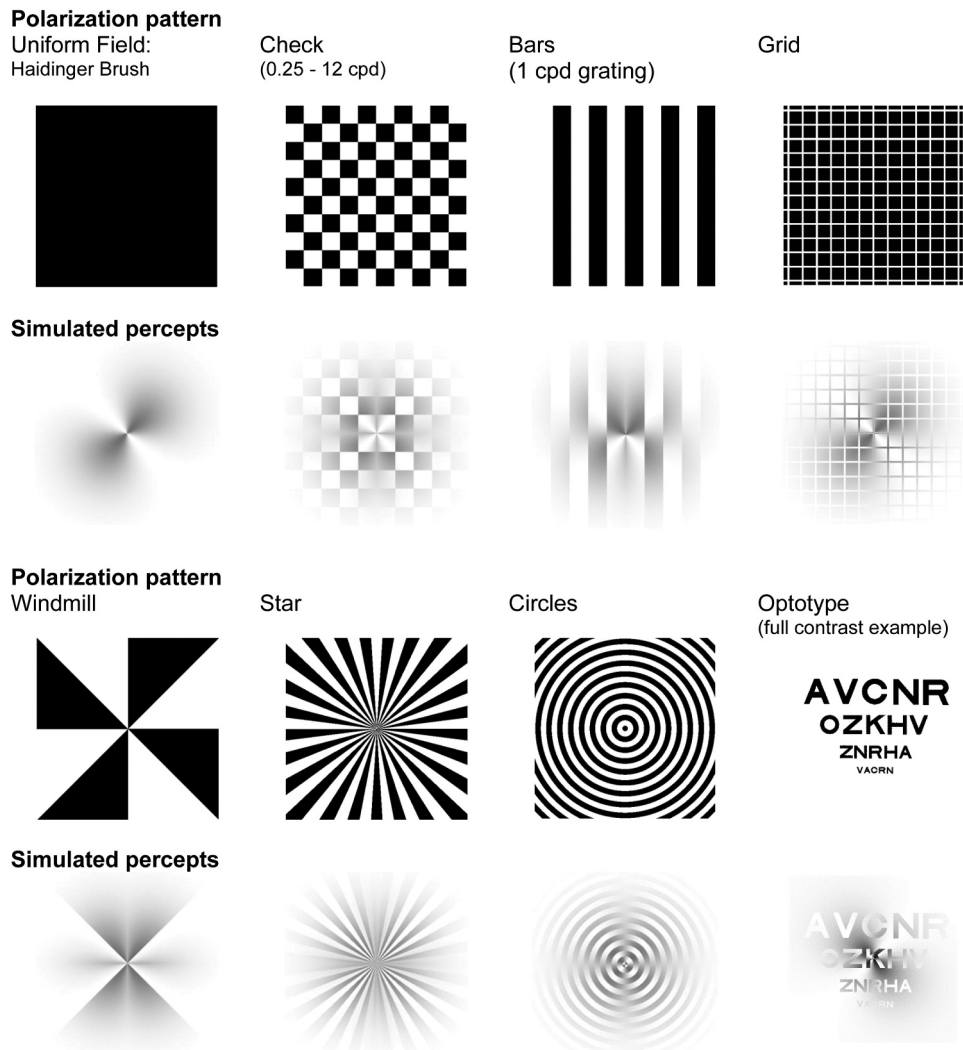 Polarization pattern
Uniform Field:
Haidinger Brush
Check
(0.25 - 12 cpd)
Bars
(1 cpd grating)
Grid
Simulated percepts
Polarization pattern
Windmill
Star
Circles
Optotype
(full contrast example)
AVCNR
OZKHV
ZNRHA
VACRN
Simulated percepts
AVCNR
OZKHV
ZNRHA
VACRN